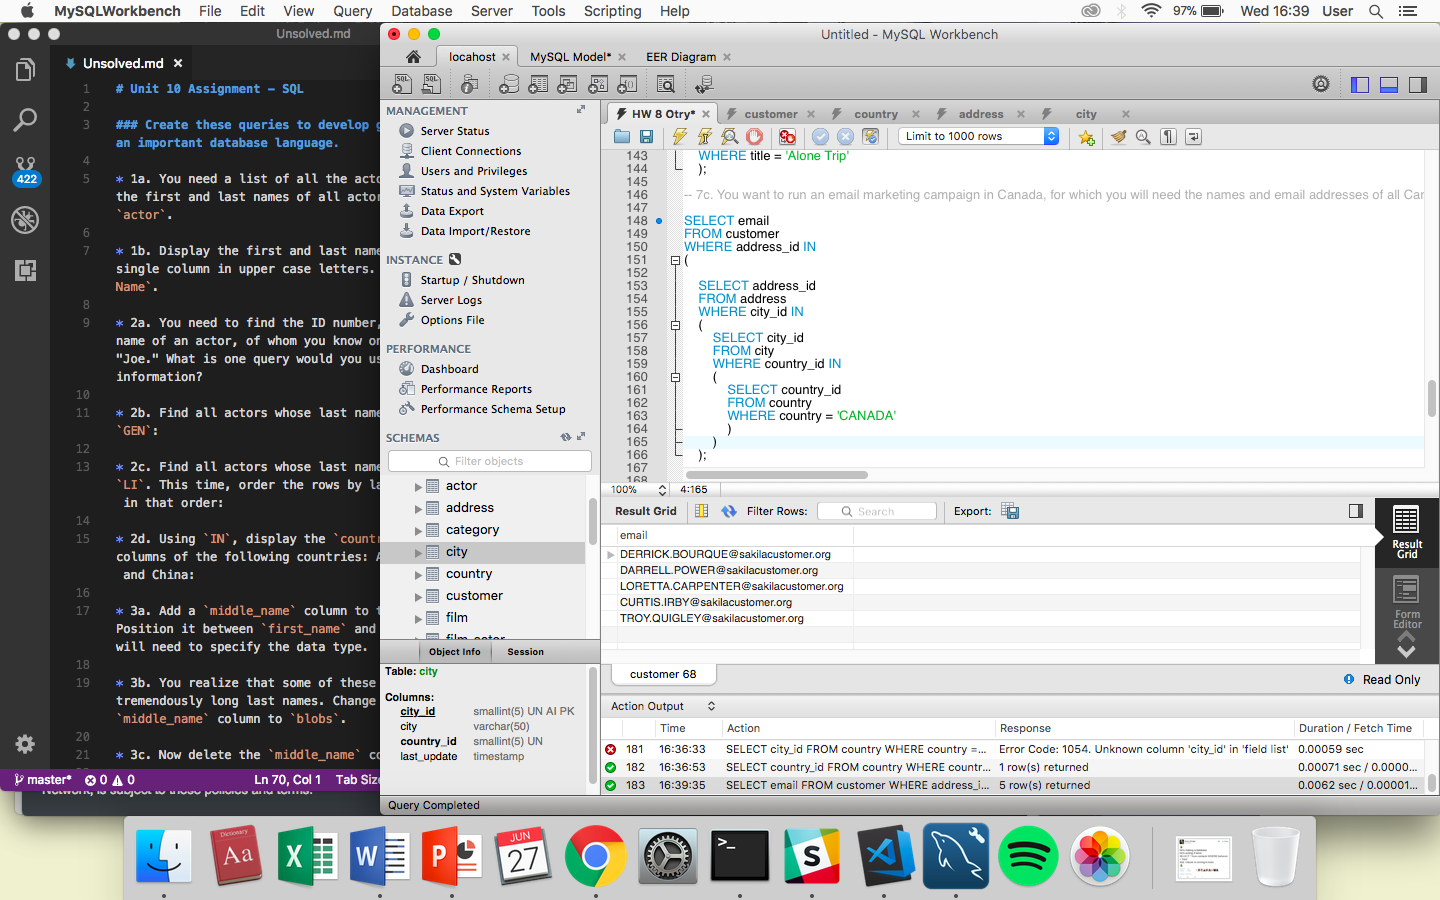 MySQLWorkbench File Edit View Query Database Server Tools Scripting Help 97% Wed 16:39 User
Unsolved.md
Unsolved.md ×
422
1 # Unit 10 Assignment - SQL
2
3 ### Create these queries to develop g
an important database language.
4
5 * 1a. You need a list of all the acto
the first and last names of all actor
`actor`.
6
7 * 1b. Display the first and last name
single column in upper case letters.
Name`.
8
9 * 2a. You need to find the ID number,
name of an actor, of whom you know on
"Joe." What is one query would you us
information?
10
11 * 2b. Find all actors whose last name
`GEN`:
12
13 * 2c. Find all actors whose last name
`LI`. This time, order the rows by la
in that order:
14
15 * 2d. Using `IN`, display the `countr
columns of the following countries: A
and China:
16
17 * 3a. Add a `middle_name` column to t
Position it between `first_name` and
will need to specify the data type.
18
19 * 3b. You realize that some of these
tremendously long last names. Change
`middle_name` column to `blobs`.
20
21 * 3c. Now delete the `middle_name` co
master* 0 0 Ln 70, Col 1 Tab Size
Network, is subject to those policies and terms.
Untitled - MySQL Workbench
locahost MySQL Model* EER Diagram
MANAGEMENT
Server Status
Client Connections
Users and Privileges
Status and System Variables
Data Export
Data Import/Restore
INSTANCE
Startup / Shutdown
Server Logs
Options File
PERFORMANCE
Dashboard
Performance Reports
Performance Schema Setup
SCHEMAS
Filter objects
actor
address
category
city
country
customer
film
film_actor
Object Info Session
Table: city
Columns:
city_id smallint(5) UN AI PK
city varchar(50)
country_id smallint(5) UN
last_update timestamp
HW 8 Otry* customer country address city
Limit to 1000 rows
143 WHERE title = 'Alone Trip'
144 );
145
146 -- 7c. You want to run an email marketing campaign in Canada, for which you will need the names and email addresses of all Car
147
148 SELECT email
149 FROM customer
150 WHERE address_id IN
151 (
152
153 SELECT address_id
154 FROM address
155 WHERE city_id IN
156 (
157 SELECT city_id
158 FROM city
159 WHERE country_id IN
160 (
161 SELECT country_id
162 FROM country
163 WHERE country = 'CANADA'
164 )
165 )
166 );
167
168
100% 4:165
Result Grid Filter Rows: Search Export:
email
DERRICK.BOURQUE@sakilacustomer.org
DARRELL.POWER@sakilacustomer.org
LORETTA.CARPENTER@sakilacustomer.org
CURTIS.IRBY@sakilacustomer.org
TROY.QUIGLEY@sakilacustomer.org
Result
Grid
Form
Editor
customer 68 Read Only
Action Output
Time Action Response Duration / Fetch Time
181 16:36:33 SELECT city_id FROM country WHERE country =... Error Code: 1054. Unknown column 'city_id' in 'field list' 0.00059 sec
182 16:36:53 SELECT country_id FROM country WHERE countr... 1 row(s) returned 0.00071 sec / 0.0000...
183 16:39:35 SELECT email FROM customer WHERE address_i... 5 row(s) returned 0.0062 sec / 0.00001...
Query Completed
Dictionary
Aa
X
W
P
JUN
27
>_
S